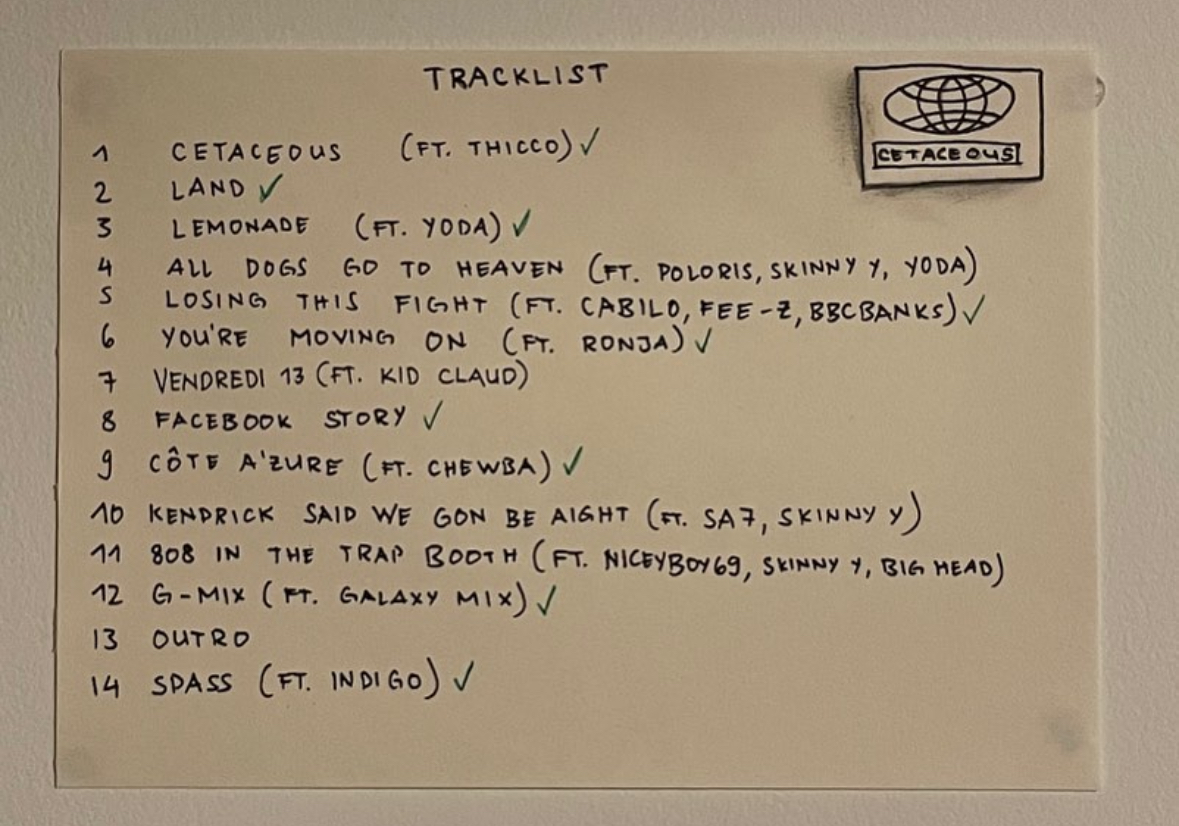 TRACKLIST
CETACEOUS
1 CETACEOUS (FT. THICCO) ✓
2 LAND ✓
3 LEMONADE (FT. YODA) ✓
4 ALL DOGS GO TO HEAVEN (FT. POLORIS, SKINNY Y, YODA)
5 LOSING THIS FIGHT (FT. CABILO, FEE-Z, BBCBANKS) ✓
6 YOU'RE MOVING ON (FT. RONJA) ✓
7 VENDREDI 13 (FT. KID CLAUD)
8 FACEBOOK STORY ✓
9 CÔTE A'ZURE (FT. CHEWBA) ✓
10 KENDRICK SAID WE GON BE AIGHT (FT. SA7, SKINNY Y)
11 808 IN THE TRAP BOOTH (FT. NICEYBOY69, SKINNY Y, BIG HEAD)
12 G-MIX (FT. GALAXY MIX) ✓
13 OUTRO
14 SPASS (FT. INDIGO) ✓